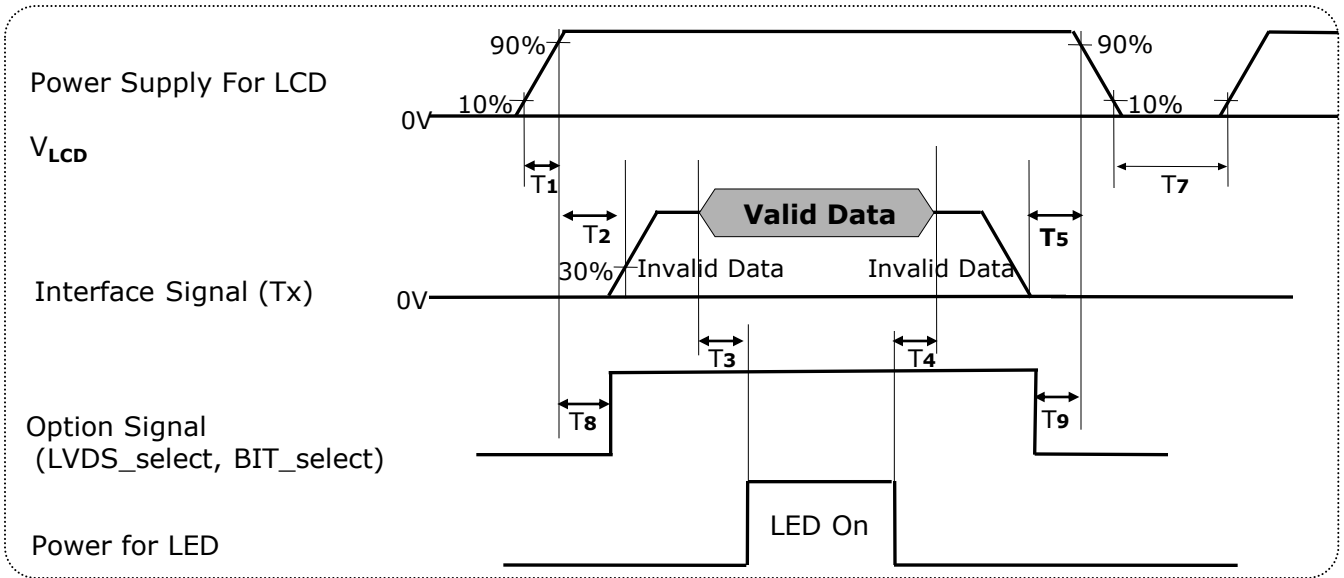 90%
90%
Power Supply For LCD
10%
10%
0V
VLCD
T1
T7
T2
Valid Data
T5
30%
Invalid Data
Invalid Data
Interface Signal (Tx)
0V
T3
T4
T8
T9
Option Signal
(LVDS_select, BIT_select)
LED On
Power for LED